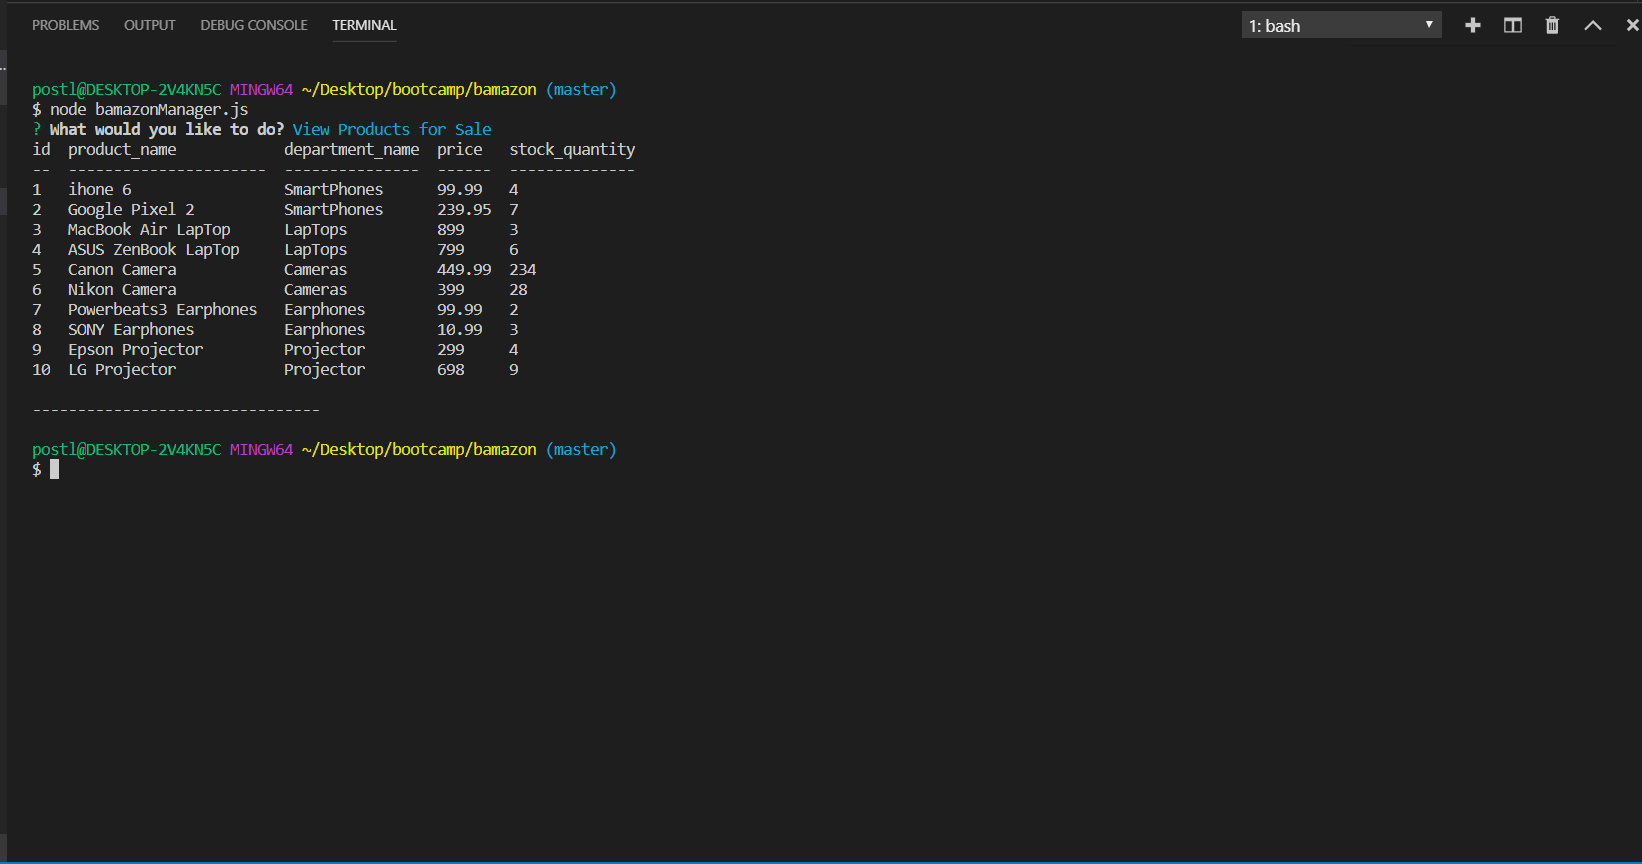 PROBLEMS OUTPUT DEBUG CONSOLE TERMINAL 1: bash
postl@DESKTOP-2V4KN5C MINGW64 ~/Desktop/bootcamp/bamazon (master)
$ node bamazonManager.js
? What would you like to do? View Products for Sale
id  product_name            department_name  price   stock_quantity
--  ----------------------  ---------------  ------  --------------
1   ihone 6                 SmartPhones      99.99   4
2   Google Pixel 2          SmartPhones      239.95  7
3   MacBook Air LapTop      LapTops          899     3
4   ASUS ZenBook LapTop     LapTops          799     6
5   Canon Camera            Cameras          449.99  234
6   Nikon Camera            Cameras          399     28
7   Powerbeats3 Earphones   Earphones        99.99   2
8   SONY Earphones          Earphones        10.99   3
9   Epson Projector         Projector        299     4
10  LG Projector            Projector        698     9
--------------------------------
postl@DESKTOP-2V4KN5C MINGW64 ~/Desktop/bootcamp/bamazon (master)
$